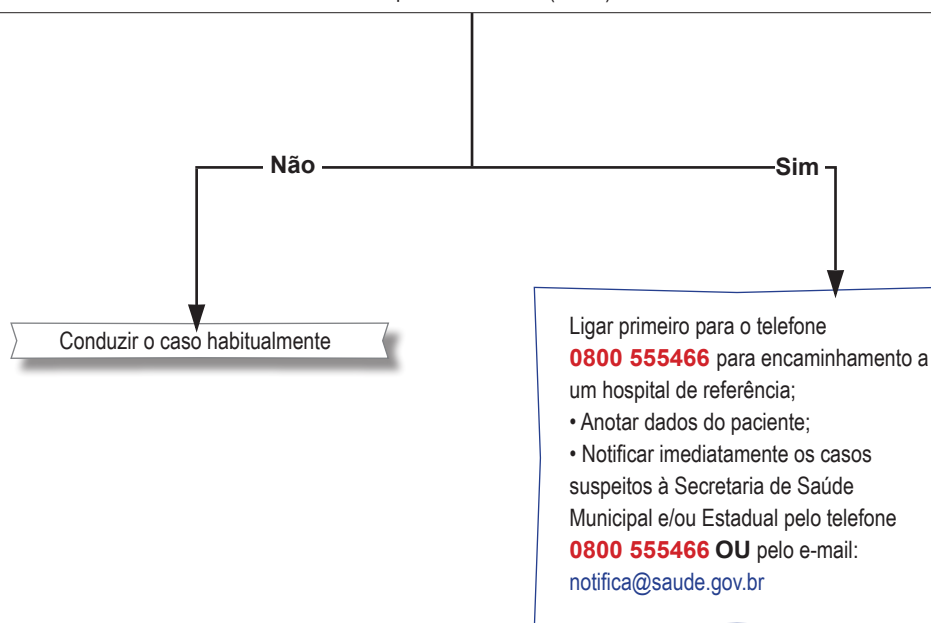 Não
Sim
Conduzir o caso habitualmente
Ligar primeiro para o telefone
0800 555466 para encaminhamento a
um hospital de referência;
• Anotar dados do paciente;
• Notificar imediatamente os casos
suspeitos à Secretaria de Saúde
Municipal e/ou Estadual pelo telefone
0800 555466 OU pelo e-mail:
notifica@saude.gov.br